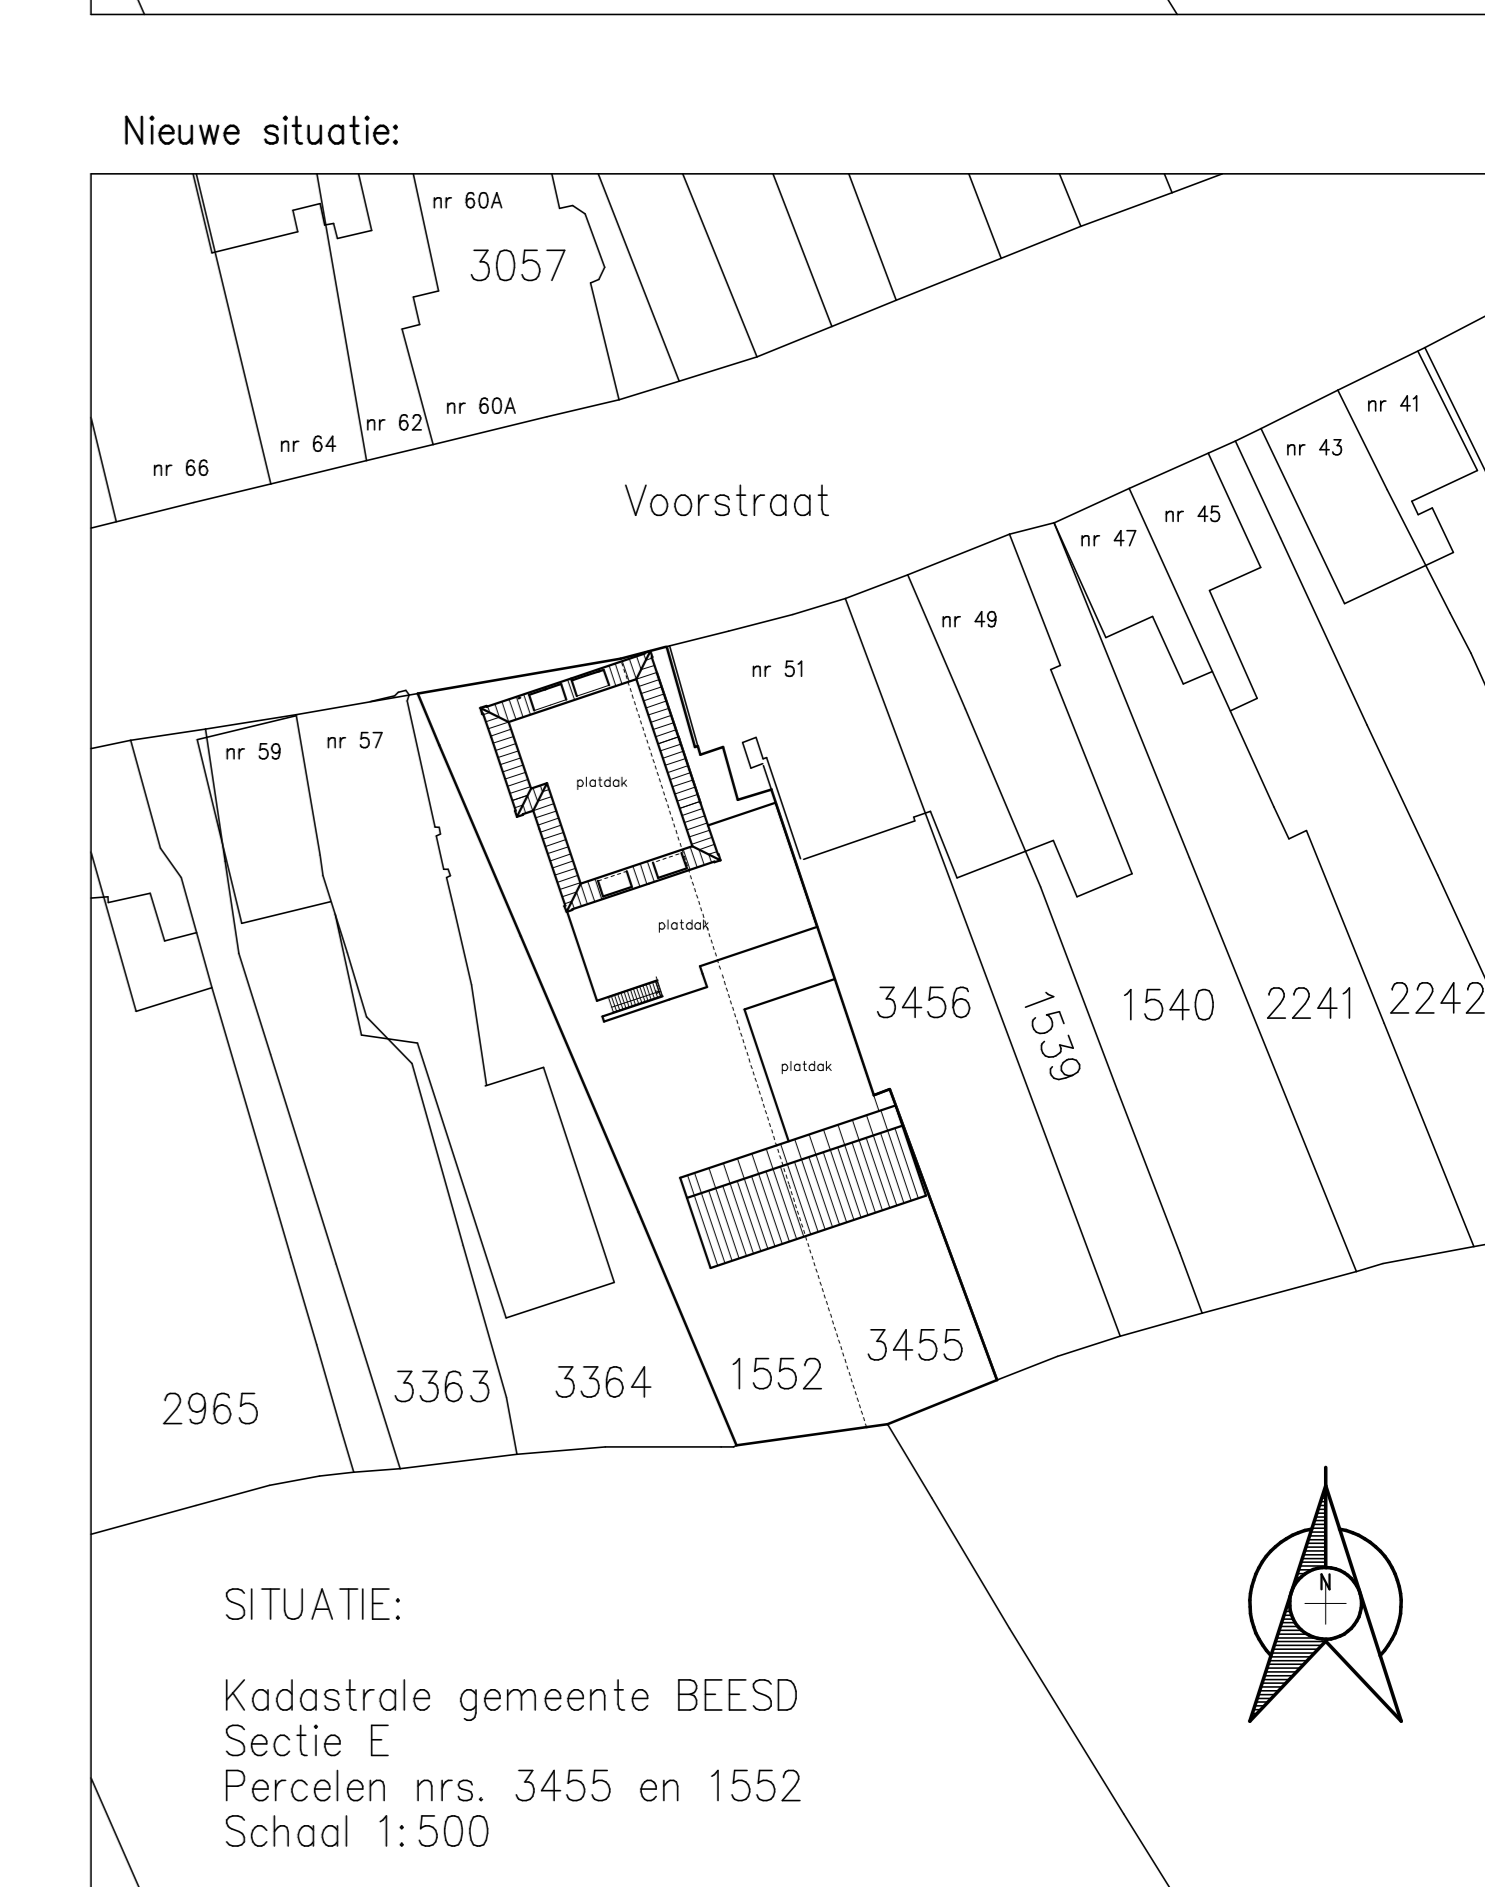 Nieuwe situatie:
nr 60A
3057
nr 66
nr 64
nr 62
nr 60A
Voorstraat
nr 41
nr 43
nr 45
nr 47
nr 49
nr 51
nr 57
nr 59
platdak
platdak
platdak
3456
1539
1540
2241
2242
2965
3363
3364
1552
3455
N
SITUATIE:
Kadastrale gemeente BEESD
Sectie E
Percelen nrs. 3455 en 1552
Schaal 1:500